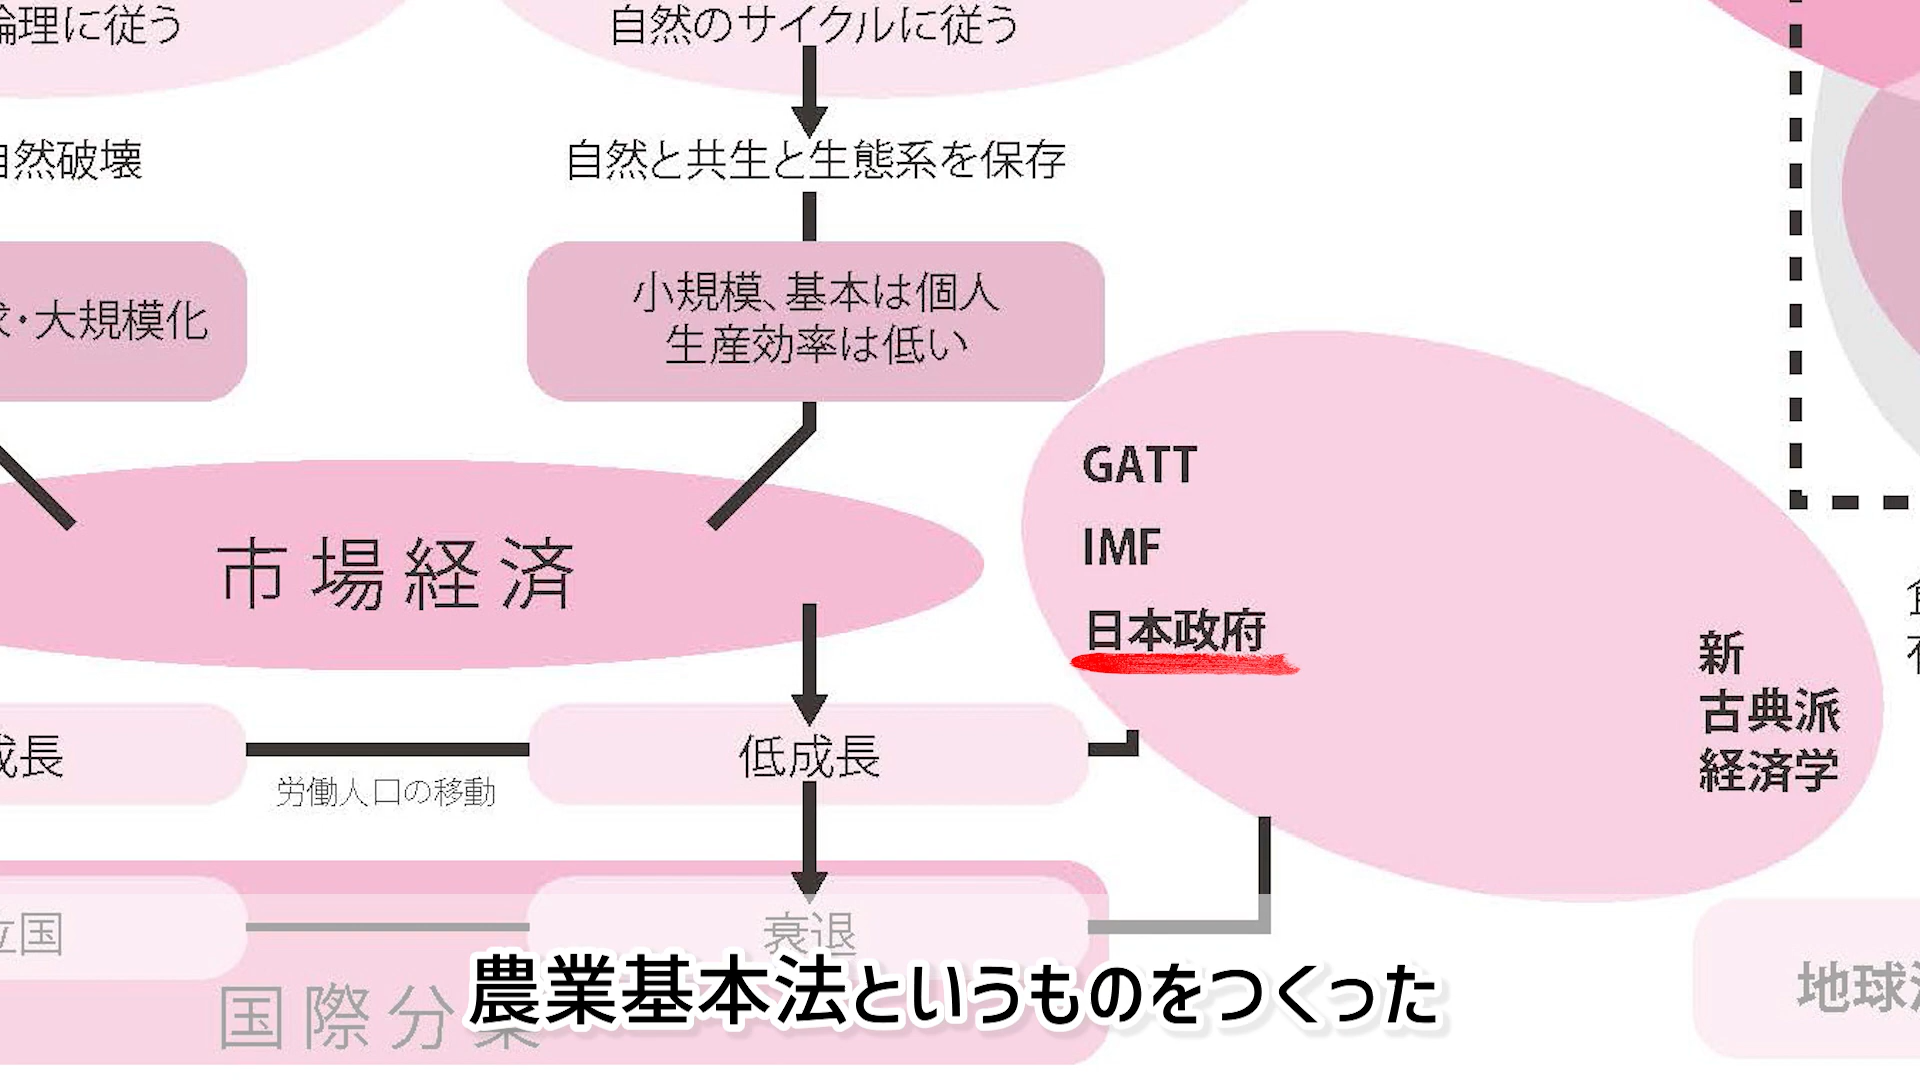 論理に従う
自然のサイクルに従う
自然破壊
自然と共生と生態系を保存
求・大規模化
小規模、基本は個人
生産効率は低い
GATT
IMF
日本政府
市場経済
新
古典派
経済学
成長
労働人口の移動
低成長
立国
衰退
国際分業
地球
農業基本法というものをつくった